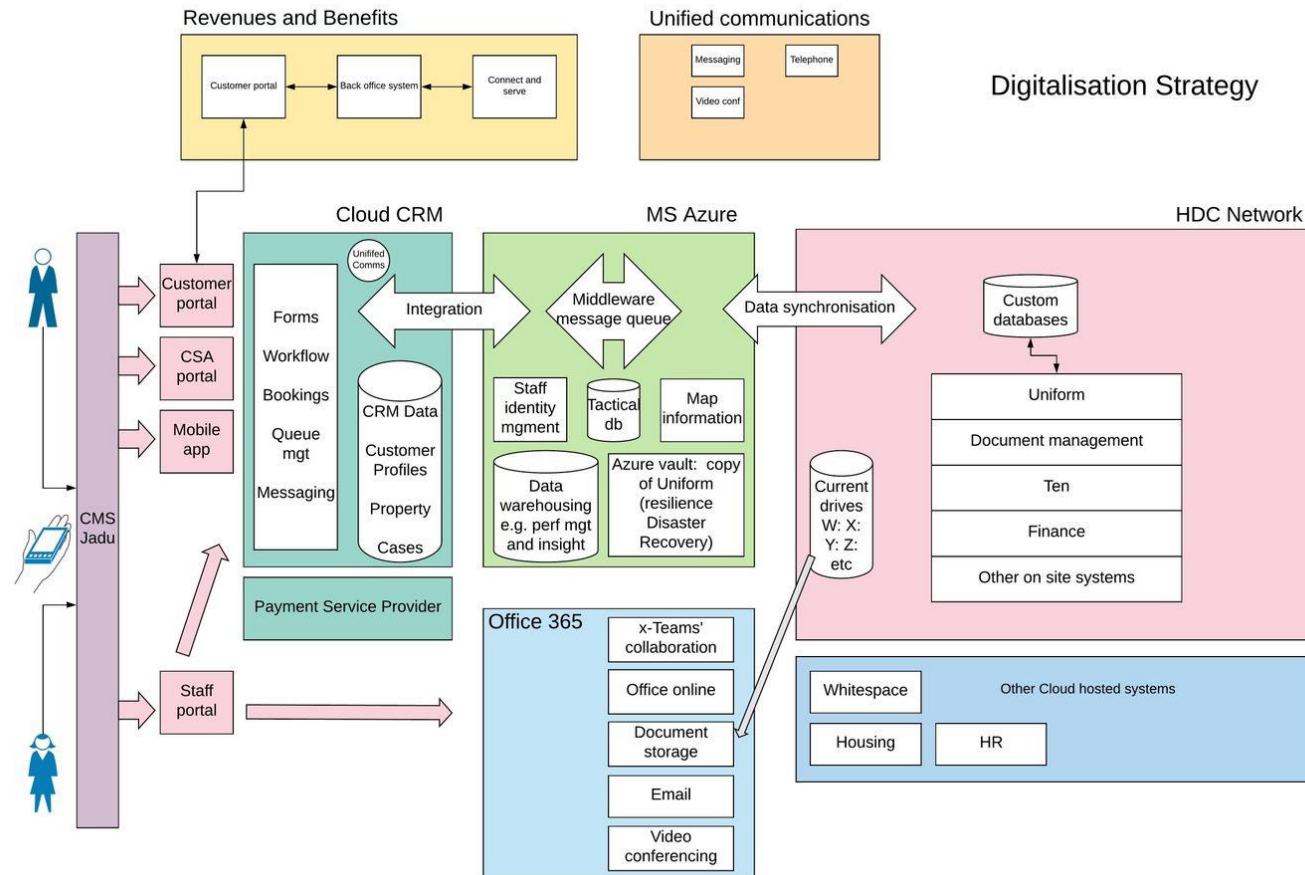 Revenues and Benefits
Unified communications
Digitalisation Strategy
Customer portal
Back office system
Connect and
serve
Messaging
Telephone
Video conf
Cloud CRM
MS Azure
HDC Network
CMS
Jadu
Customer
portal
CSA
portal
Mobile
app
Staff
portal
Unififed
Comms
Forms
Workflow
Bookings
Queue
mgt
Messaging
Integration
CRM Data
Customer
Profiles
Property
Cases
Payment Service Provider
Middleware
message queue
Staff
identity
mgment
Tactical
db
Map
information
Data
warehousing
e.g. perf mgt
and insight
Azure vault:  copy
of Uniform
(resilience
Disaster
Recovery)
Data synchronisation
Custom
databases
Uniform
Document management
Ten
Finance
Other on site systems
Current
drives
W: X:
Y: Z:
etc
Office 365
x-Teams'
collaboration
Office online
Document
storage
Email
Video
conferencing
Whitespace
Other Cloud hosted systems
Housing
HR